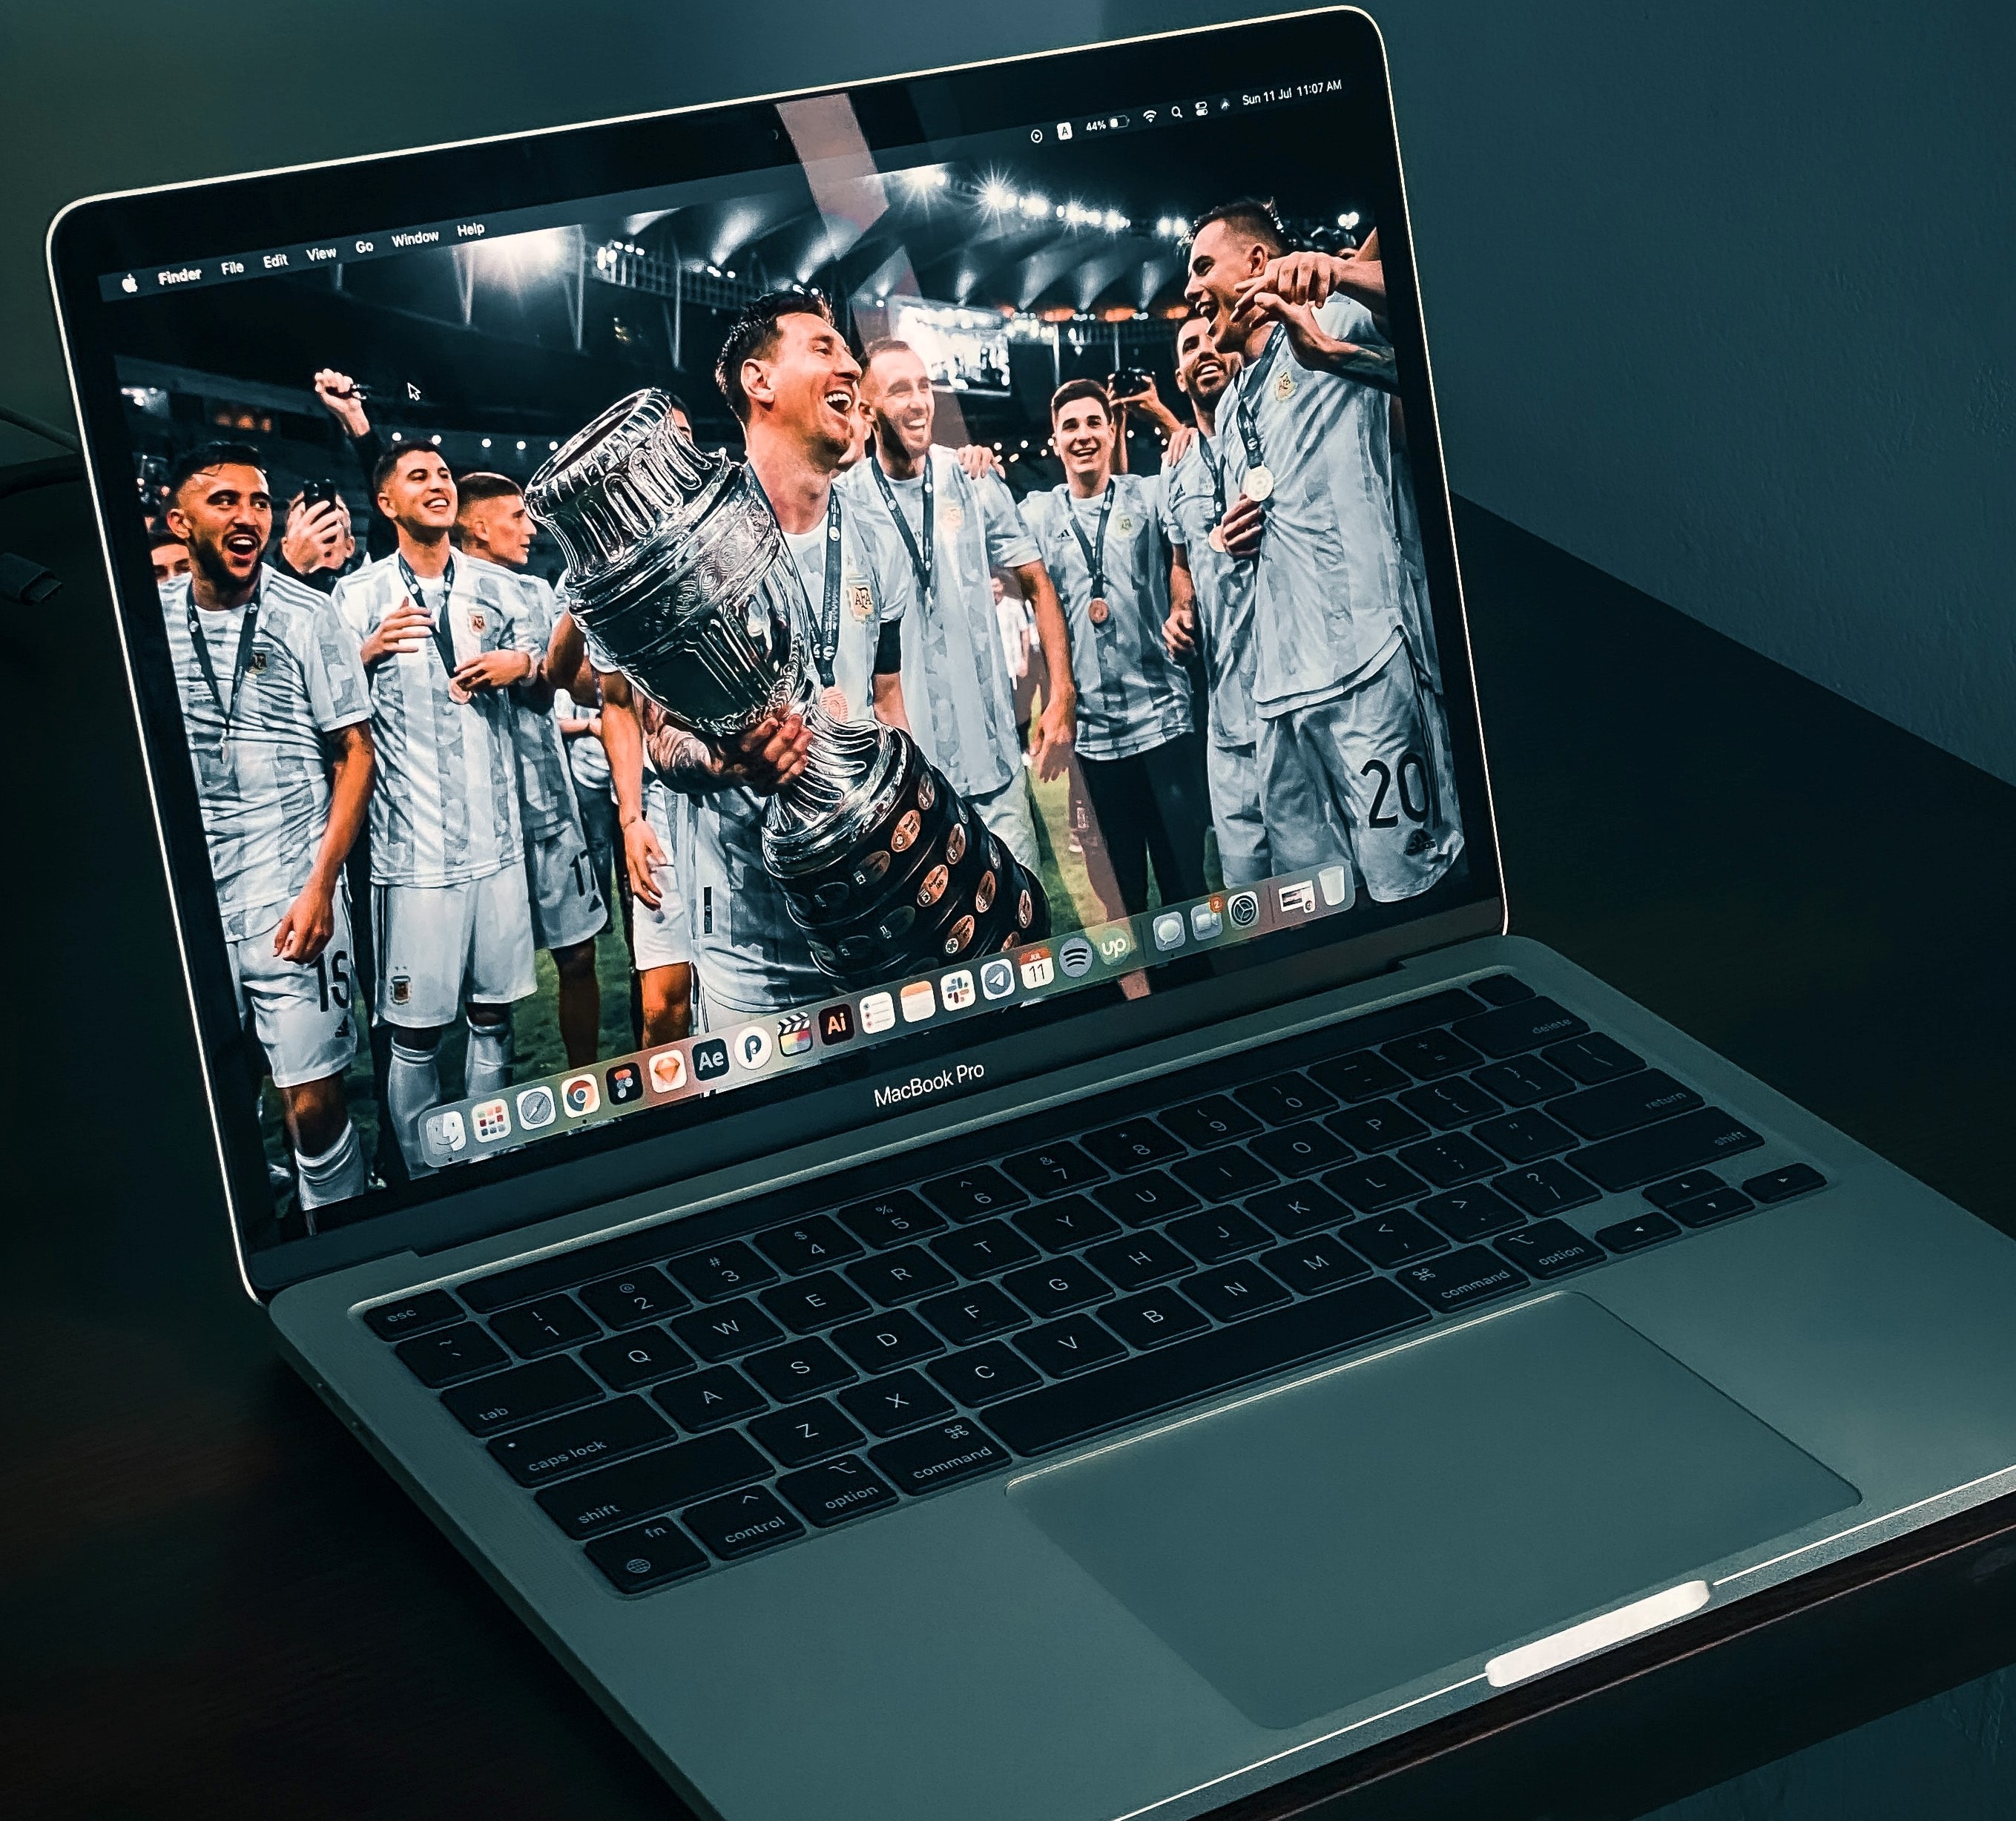 Finder File Edit View Go Window Help
A 44% Sun 11 Jul 11:07 AM
AFA
20
17
15
2
JUL
11
up
Ai
Ae
MacBook Pro
esc
~ `
! 1
@ 2
# 3
$ 4
% 5
^ 6
& 7
* 8
( 9
) 0
_ -
+ =
delete
tab
Q W E R T Y U I O P { [ } ] | \
caps lock
A S D F G H J K L : ; " '
return
shift
Z X C V B N M < , > . ? /
shift
fn
control
option
command
command
option